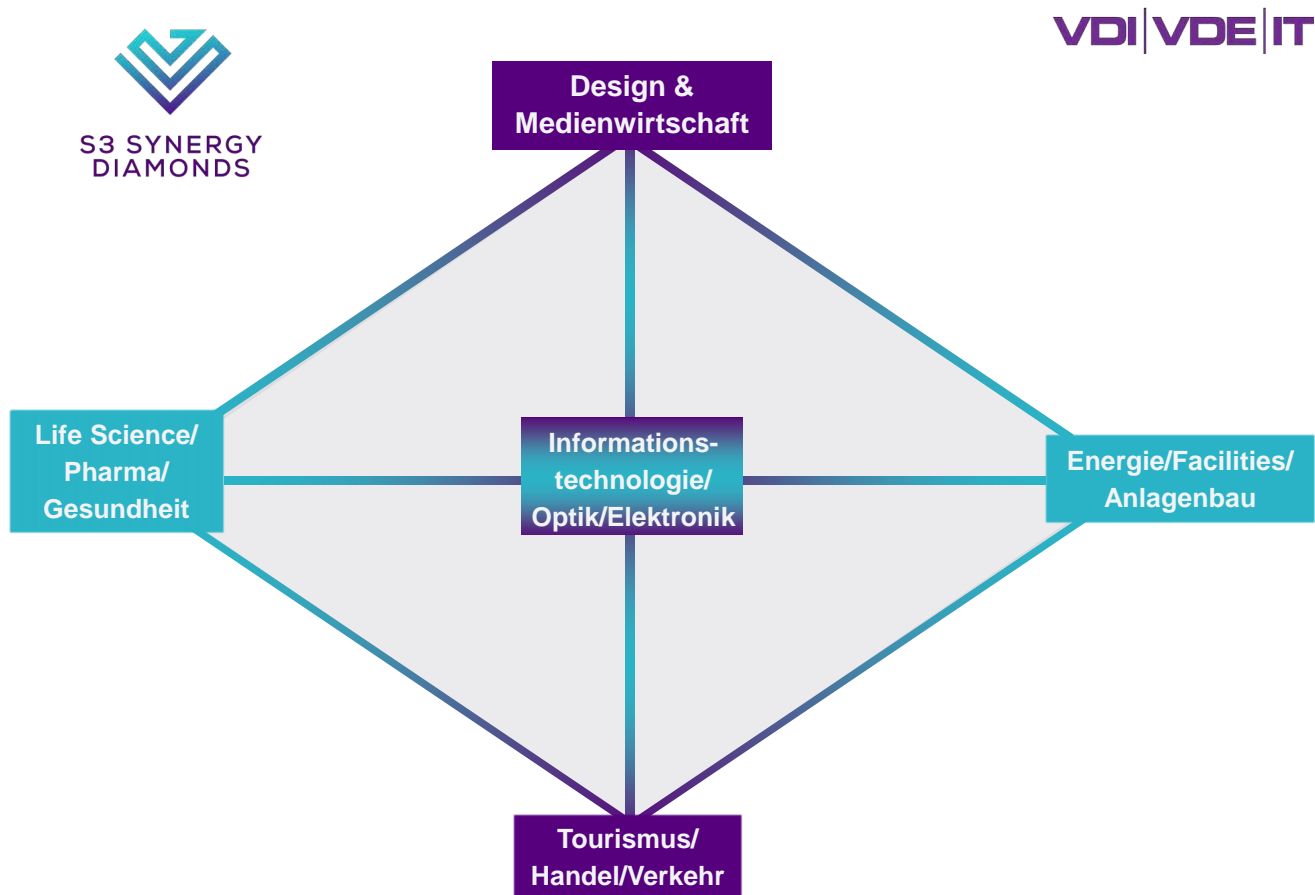 S3 SYNERGY
DIAMONDS
VDI|VDE|IT
Design &
Medienwirtschaft
Life Science/
Pharma/
Gesundheit
Informations-
technologie/
Optik/Elektronik
Energie/Facilities/
Anlagenbau
Tourismus/
Handel/Verkehr